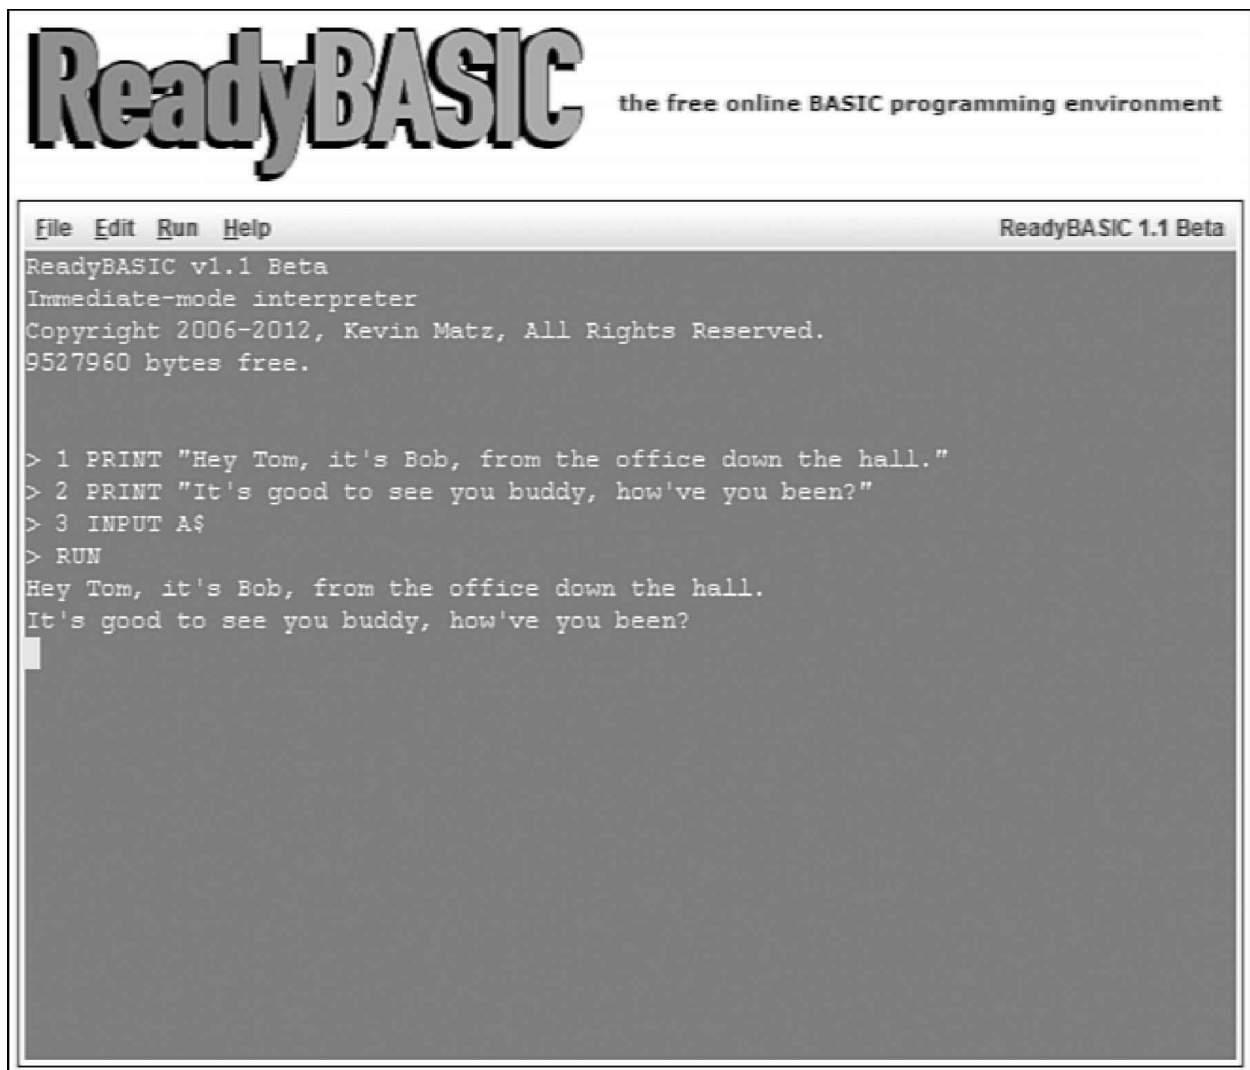 ReadyBASIC the free online BASIC programming environment
File Edit Run Help ReadyBASIC 1.1 Beta
ReadyBASIC v1.1 Beta
Immediate-mode interpreter
Copyright 2006-2012, Kevin Matz, All Rights Reserved.
9527960 bytes free.
> 1 PRINT "Hey Tom, it's Bob, from the office down the hall."
> 2 PRINT "It's good to see you buddy, how've you been?"
> 3 INPUT A$
> RUN
Hey Tom, it's Bob, from the office down the hall.
It's good to see you buddy, how've you been?